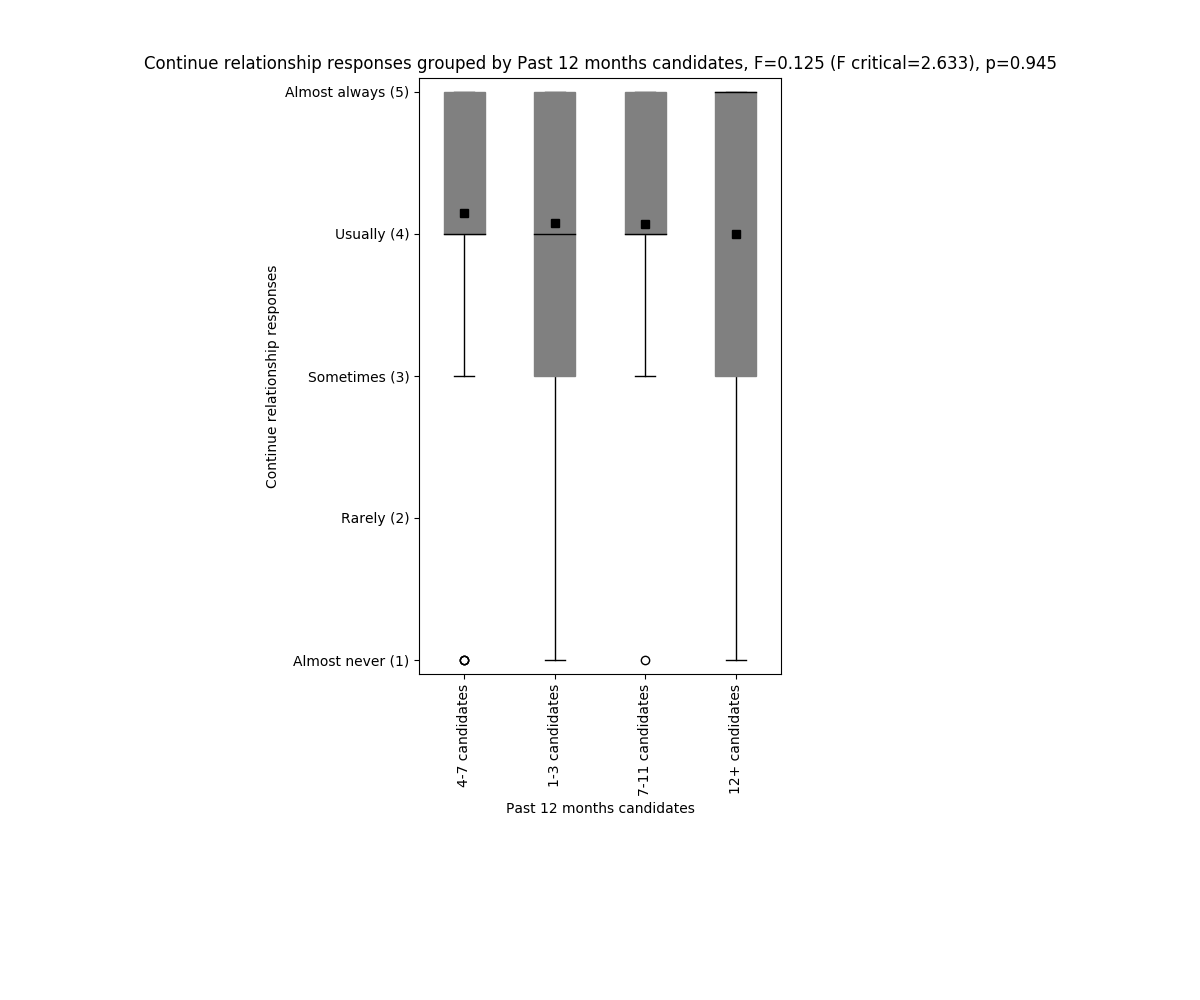 Continue relationship responses grouped by Past 12 months candidates, F=0.125 (F critical=2.633), p=0.945
Almost always (5)
Usually (4)
Sometimes (3)
Rarely (2)
Almost never (1)
Continue relationship responses
4-7 candidates
1-3 candidates
7-11 candidates
12+ candidates
Past 12 months candidates